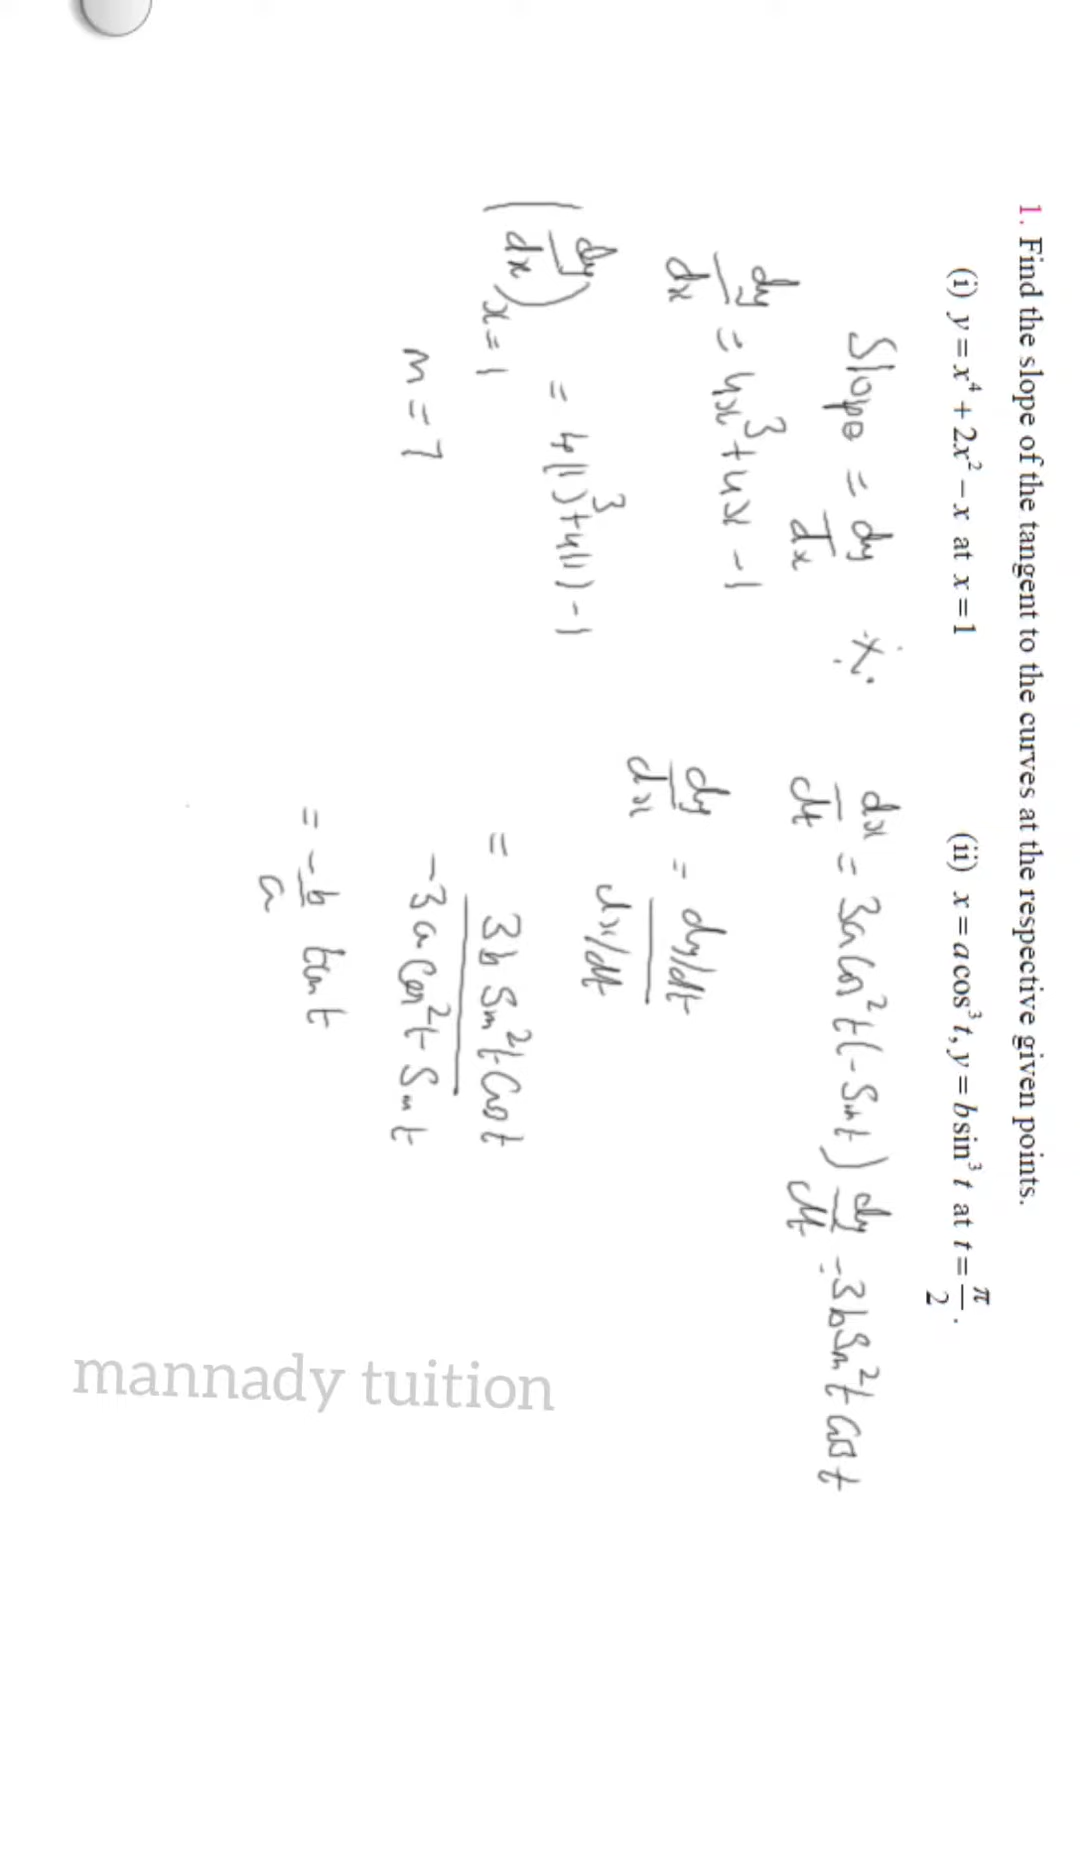 1. Find the slope of the tangent to the curves at the respective given points.
(i) y = x⁴ + 2x² − x at x = 1
(ii) x = a cos³ t, y = b sin³ t at t = π/2.
Slope = dy/dx
dy/dx = 4x³ + 4x − 1
(dy/dx) x=1 = 4(1)³ + 4(1) − 1
m = 7
dx/dt = 3a Cos² t (− Sin t) dy/dt = 3b Sin² t Cos t
dy/dx = dy/dt / dx/dt
= 3b Sin² t Cos t / −3a Cos² t Sin t
= − b/a tan t
mannady tuition